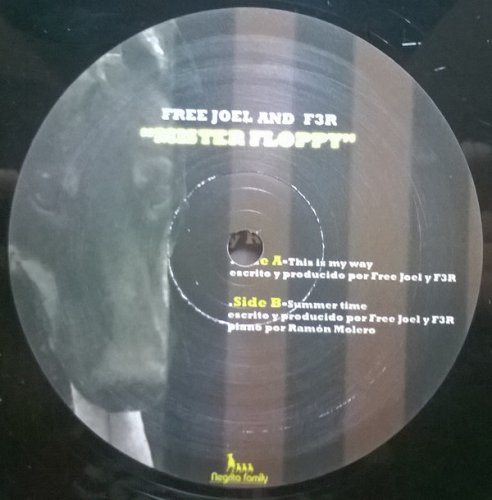 FREE JOEL AND F3R
"MISTER FLOPPY"
A-This is my way
escrito y producido por Free Joel y F3R
.Side B-Summer time
escrito y producido por Free Joel y F3R
piano por Ramón Molero
Negrita family